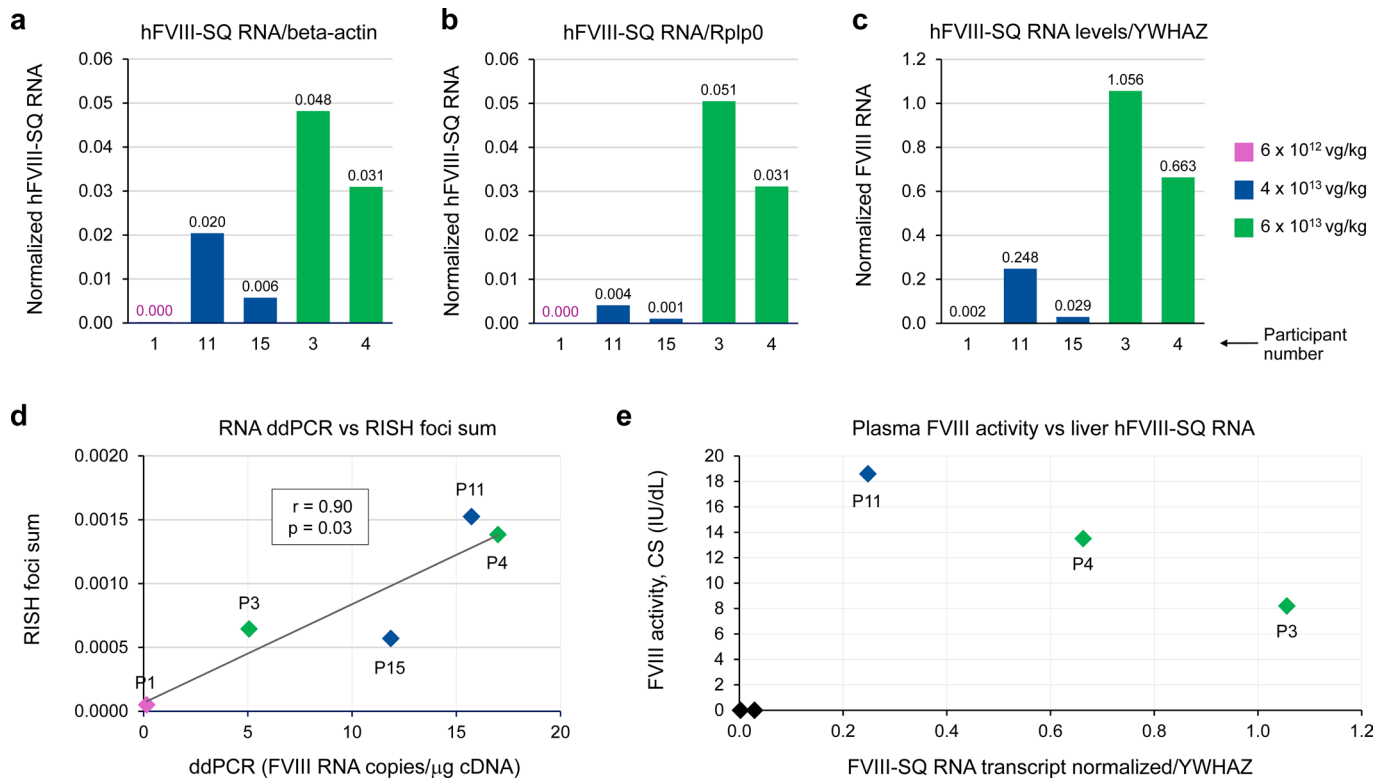 a
hFVIII-SQ RNA/beta-actin
Normalized hFVIII-SQ RNA
0.06
0.05
0.04
0.03
0.02
0.01
0.00
0.000
0.020
0.006
0.048
0.031
1 11 15 3 4
b
hFVIII-SQ RNA/Rplp0
Normalized hFVIII-SQ RNA
0.06
0.05
0.04
0.03
0.02
0.01
0.00
0.000
0.004
0.001
0.051
0.031
1 11 15 3 4
c
hFVIII-SQ RNA levels/YWHAZ
Normalized FVIII RNA
1.2
1.0
0.8
0.6
0.4
0.2
0.0
0.002
0.248
0.029
1.056
0.663
1 11 15 3 4
6 x 10¹² vg/kg
4 x 10¹³ vg/kg
6 x 10¹³ vg/kg
← Participant
number
d
RNA ddPCR vs RISH foci sum
RISH foci sum
0.0020
0.0015
0.0010
0.0005
0.0000
r = 0.90
p = 0.03
P11
P4
P3
P15
P1
0 5 10 15 20
ddPCR (FVIII RNA copies/µg cDNA)
e
Plasma FVIII activity vs liver hFVIII-SQ RNA
FVIII activity, CS (IU/dL)
20
18
16
14
12
10
8
6
4
2
0
P11
P4
P3
0.0 0.2 0.4 0.6 0.8 1.0 1.2
FVIII-SQ RNA transcript normalized/YWHAZ